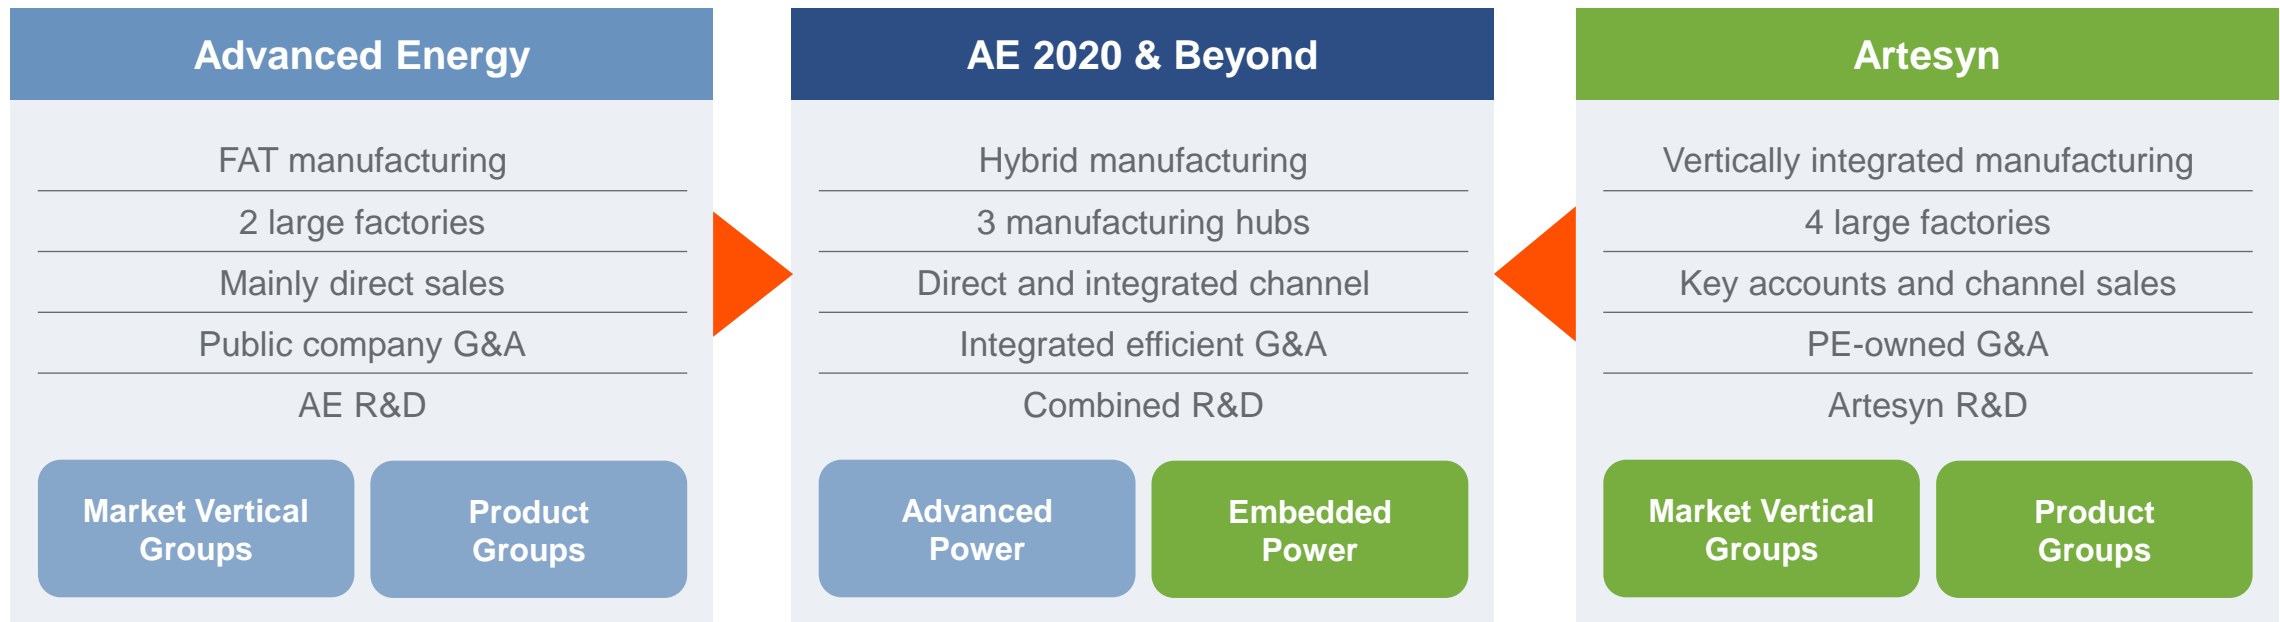 Advanced Energy
FAT manufacturing
2 large factories
Mainly direct sales
Public company G&A
AE R&D
Market Vertical
Groups
Product
Groups
AE 2020 & Beyond
Hybrid manufacturing
3 manufacturing hubs
Direct and integrated channel
Integrated efficient G&A
Combined R&D
Advanced
Power
Embedded
Power
Artesyn
Vertically integrated manufacturing
4 large factories
Key accounts and channel sales
PE-owned G&A
Artesyn R&D
Market Vertical
Groups
Product
Groups